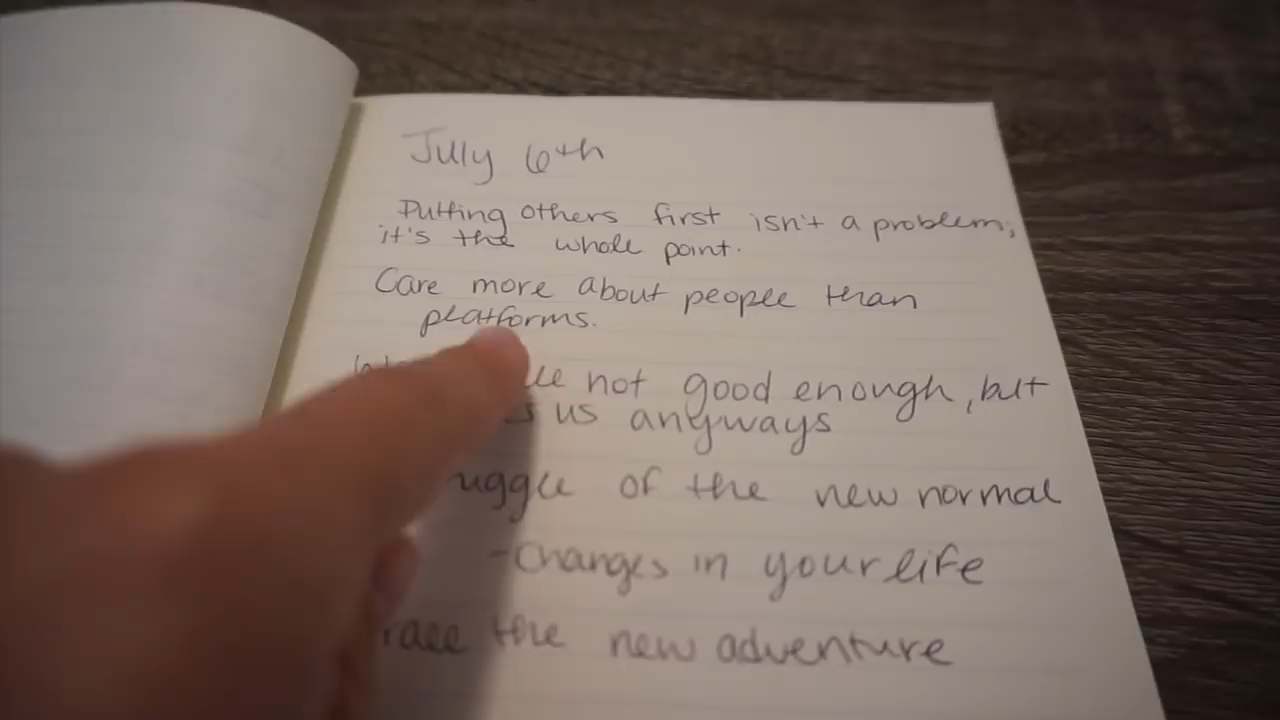 July 6th
Putting others first isn't a problem;
it's the whole point.
Care more about people than
platforms.
not good enough, but
us anyways
of the new normal
- Changes in your life
the new adventure